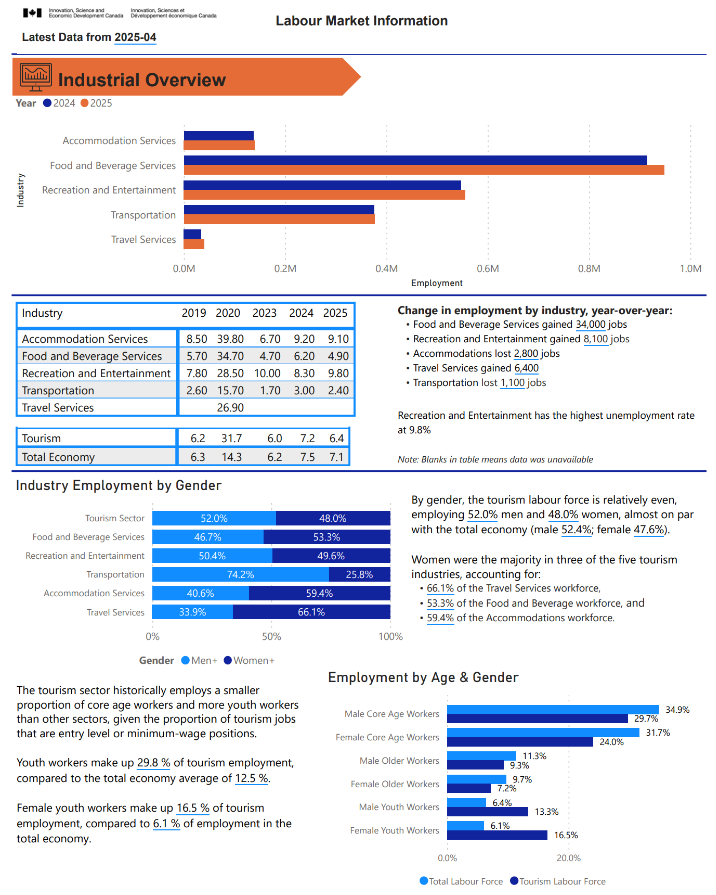 Innovation, Science and Innovation, Sciences et
Economic Development Canada Développement économique Canada
Labour Market Information
Latest Data from 2025-04
Industrial Overview
Year 2024 2025
Industry
Accommodation Services
Food and Beverage Services
Recreation and Entertainment
Transportation
Travel Services
0.0M 0.2M 0.4M 0.6M 0.8M 1.0M
Employment
Industry 2019 2020 2023 2024 2025
Accommodation Services 8.50 39.80 6.70 9.20 9.10
Food and Beverage Services 5.70 34.70 4.70 6.20 4.90
Recreation and Entertainment 7.80 28.50 10.00 8.30 9.80
Transportation 2.60 15.70 1.70 3.00 2.40
Travel Services 26.90
Tourism 6.2 31.7 6.0 7.2 6.4
Total Economy 6.3 14.3 6.2 7.5 7.1
Change in employment by industry, year-over-year:
• Food and Beverage Services gained 34,000 jobs
• Recreation and Entertainment gained 8,100 jobs
• Accommodations lost 2,800 jobs
• Travel Services gained 6,400
• Transportation lost 1,100 jobs
Recreation and Entertainment has the highest unemployment rate
at 9.8%
Note: Blanks in table means data was unavailable
Industry Employment by Gender
Tourism Sector 52.0% 48.0%
Food and Beverage Services 46.7% 53.3%
Recreation and Entertainment 50.4% 49.6%
Transportation 74.2% 25.8%
Accommodation Services 40.6% 59.4%
Travel Services 33.9% 66.1%
0% 50% 100%
Gender Men+ Women+
By gender, the tourism labour force is relatively even,
employing 52.0% men and 48.0% women, almost on par
with the total economy (male 52.4%; female 47.6%).
Women were the majority in three of the five tourism
industries, accounting for:
• 66.1% of the Travel Services workforce,
• 53.3% of the Food and Beverage workforce, and
• 59.4% of the Accommodations workforce.
The tourism sector historically employs a smaller
proportion of core age workers and more youth workers
than other sectors, given the proportion of tourism jobs
that are entry level or minimum-wage positions.
Youth workers make up 29.8 % of tourism employment,
compared to the total economy average of 12.5 %.
Female youth workers make up 16.5 % of tourism
employment, compared to 6.1 % of employment in the
total economy.
Employment by Age & Gender
Male Core Age Workers 34.9%
29.7%
Female Core Age Workers 31.7%
24.0%
Male Older Workers 11.3%
9.3%
Female Older Workers 9.7%
7.2%
Male Youth Workers 6.4%
13.3%
Female Youth Workers 6.1%
16.5%
0.0% 20.0%
Total Labour Force Tourism Labour Force